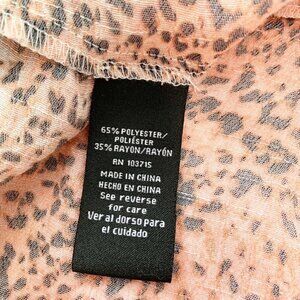 65% POLYESTER/
POLIÉSTER
35% RAYON/RAYÓN
RN 103715
MADE IN CHINA
HECHO EN CHINA
See reverse
for care
Ver al dorso para
el cuidado